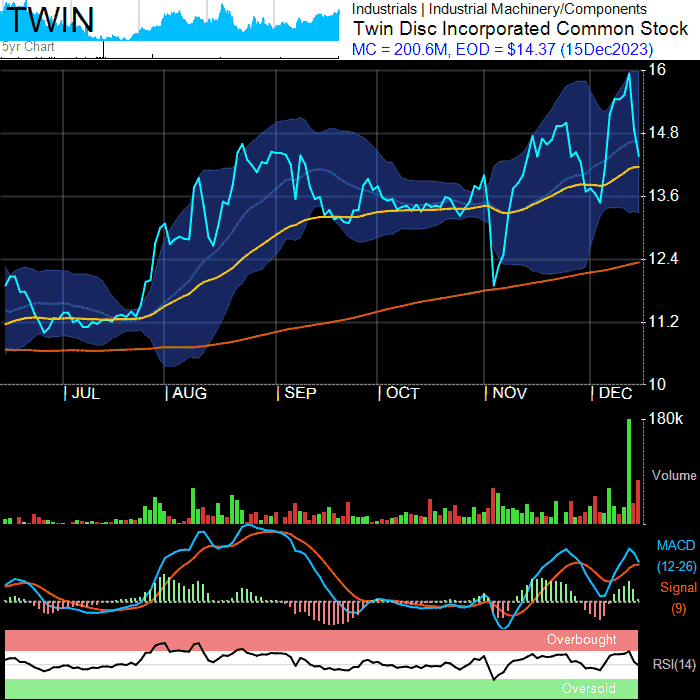 TWIN
5yr Chart
Industrials | Industrial Machinery/Components
Twin Disc Incorporated Common Stock
MC = 200.6M, EOD = $14.37 (15Dec2023)
16
14.8
13.6
12.4
11.2
10
| JUL | AUG | SEP | OCT | NOV | DEC
180k
Volume
MACD
(12-26)
Signal
(9)
Overbought
RSI(14)
Oversold